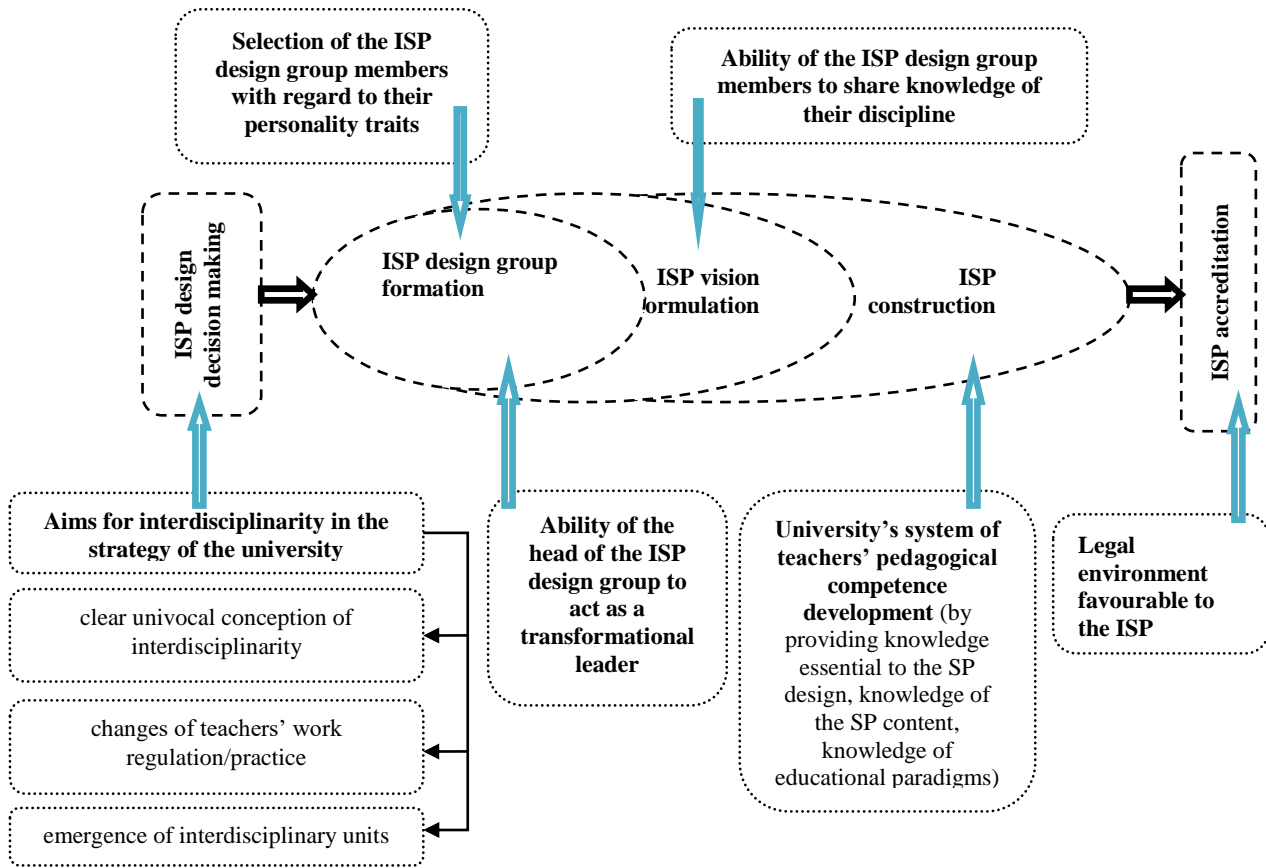 Selection of the ISP
design group members
with regard to their
personality traits
Ability of the ISP design group
members to share knowledge of
their discipline
ISP design
decision making
ISP design group
formation
ISP vision
ormulation
ISP
construction
ISP accreditation
Aims for interdisciplinarity in the
strategy of the university
clear univocal conception of
interdisciplinarity
changes of teachers’ work
regulation/practice
emergence of interdisciplinary units
Ability of the
head of the ISP
design group to
act as a
transformational
leader
University’s system of
teachers’ pedagogical
competence
development (by
providing knowledge
essential to the SP
design, knowledge of
the SP content,
knowledge of
educational paradigms)
Legal
environment
favourable to
the ISP